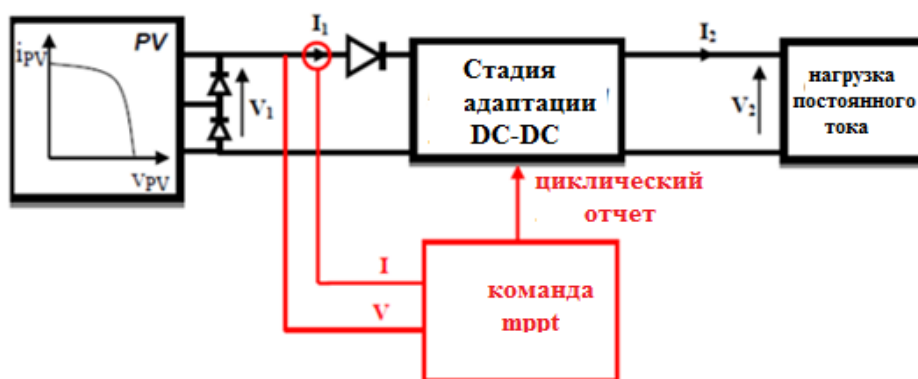 PV
iPV
VPV
V1
I1
Стадия
адаптации
DC-DC
I2
V2
нагрузка
постоянного
тока
циклический
отчет
I
V
команда
mppt